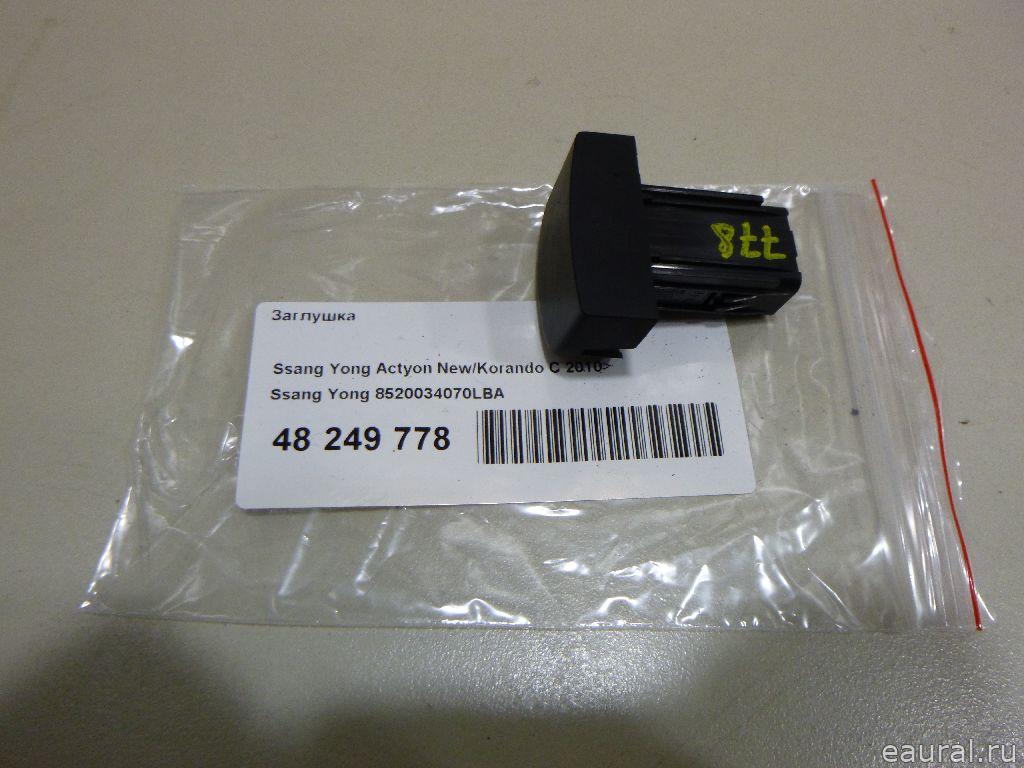 778
Заглушка
Ssang Yong Actyon New/Korando C 2010>
Ssang Yong 8520034070LBA
48 249 778
eaural.ru